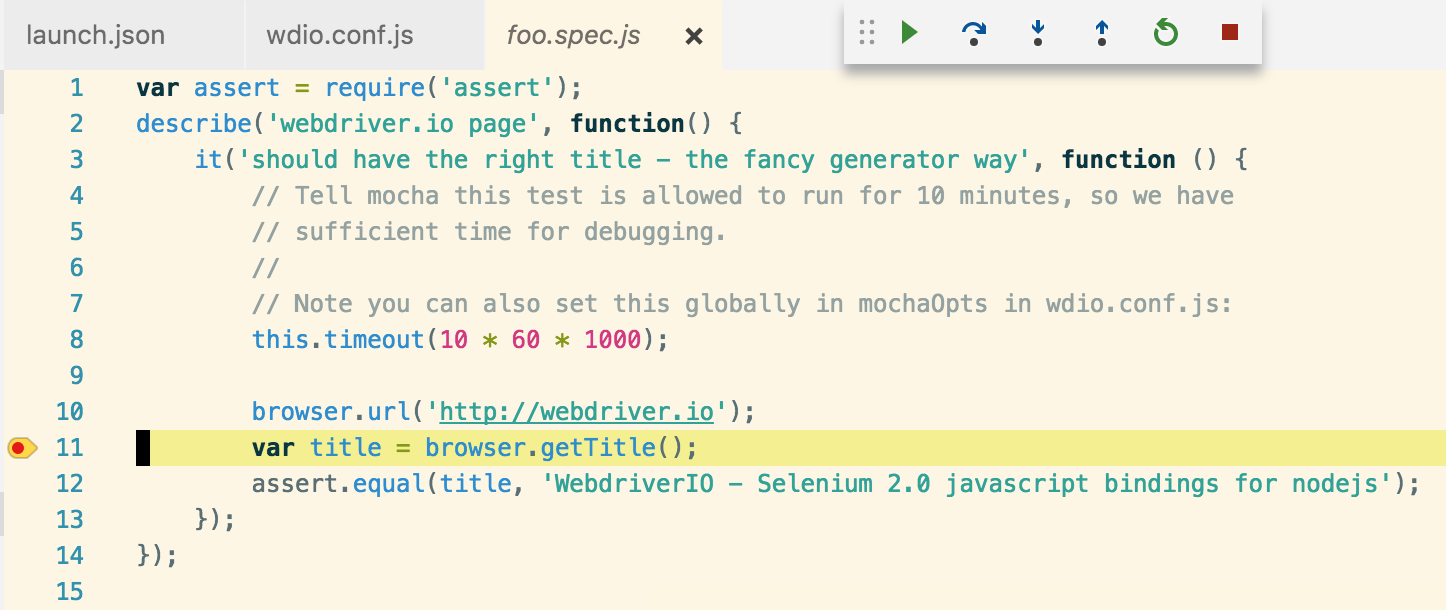 launch.json wdio.conf.js foo.spec.js
1 var assert = require('assert');
2 describe('webdriver.io page', function() {
3     it('should have the right title - the fancy generator way', function () {
4         // Tell mocha this test is allowed to run for 10 minutes, so we have
5         // sufficient time for debugging.
6         //
7         // Note you can also set this globally in mochaOpts in wdio.conf.js:
8         this.timeout(10 * 60 * 1000);
9
10         browser.url('http://webdriver.io');
11         var title = browser.getTitle();
12         assert.equal(title, 'WebdriverIO - Selenium 2.0 javascript bindings for nodejs');
13     });
14 });
15